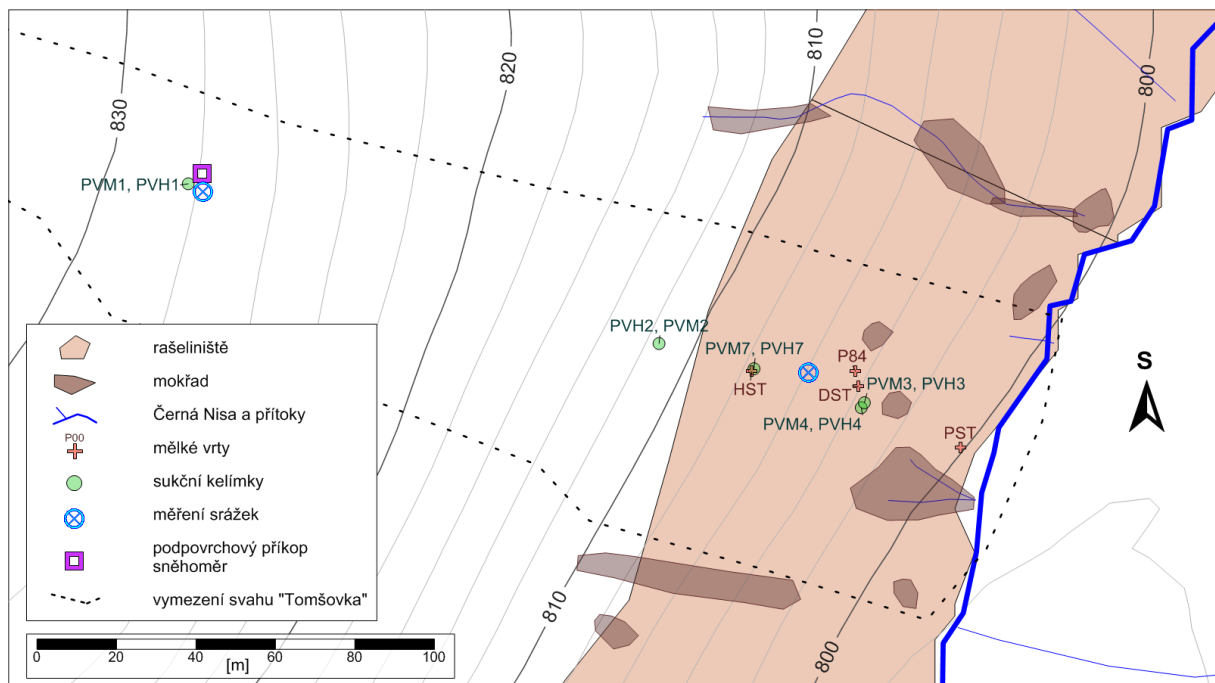 830
820
810
800
PVM1, PVH1
PVH2, PVM2
PVM7, PVH7
HST
P84
DST
PVM3, PVH3
PVM4, PVH4
PST
S
810
800
rašeliniště
mokřad
Černá Nisa a přítoky
P00
mělké vrty
sukční kelímky
měření srážek
podpovrchový příkop
sněhoměr
vymezení svahu "Tomšovka"
0 20 40 60 80 100
[m]